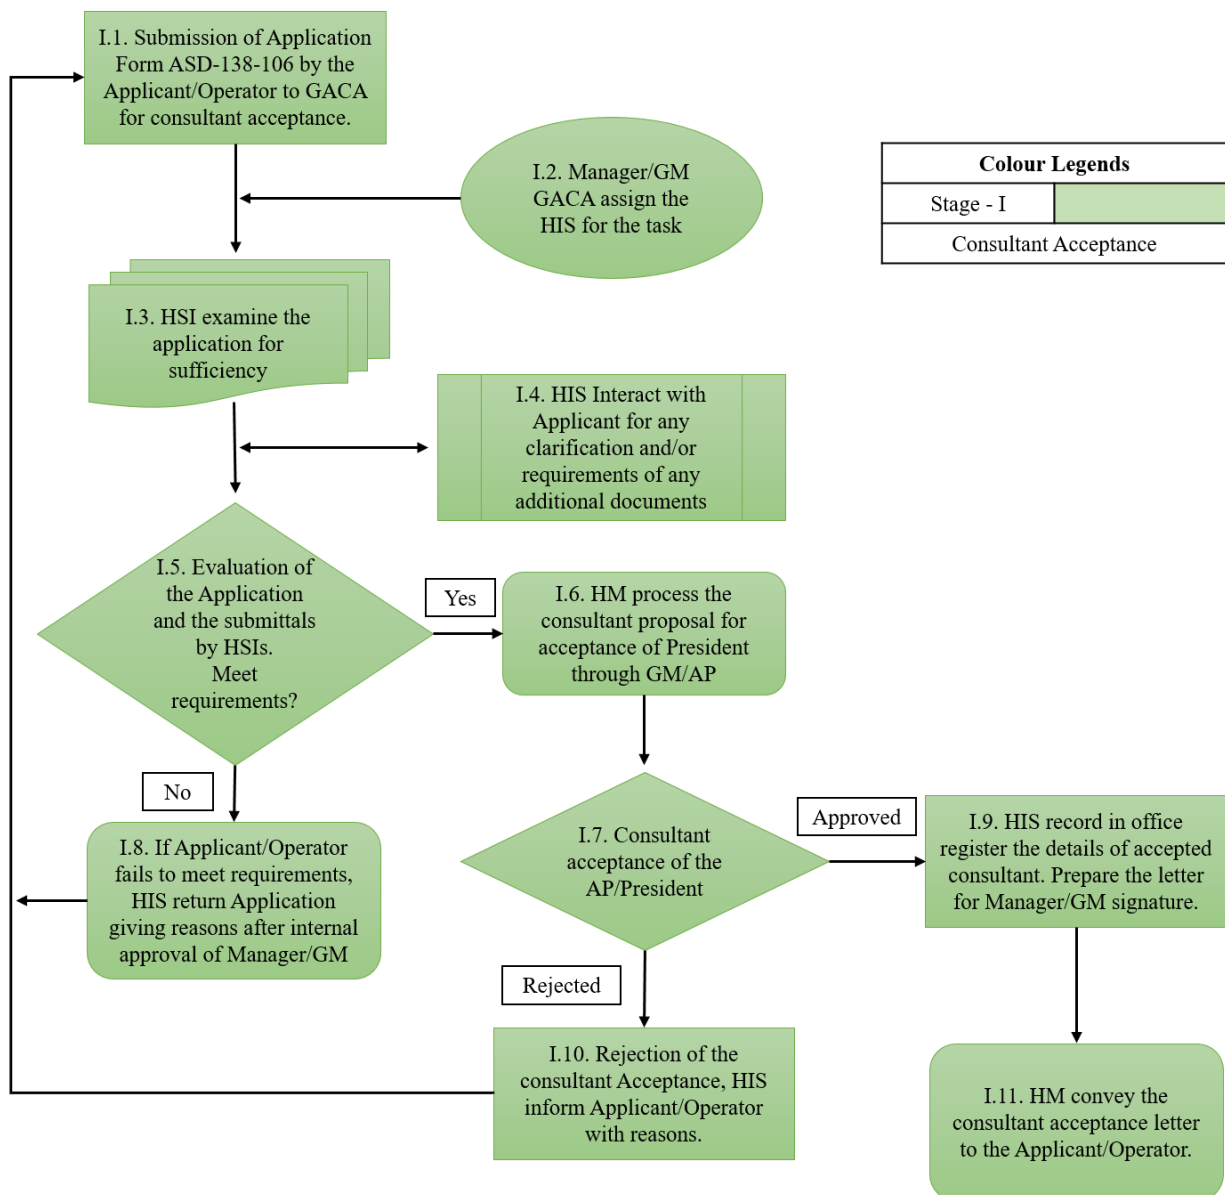 I.1. Submission of Application
Form ASD-138-106 by the
Applicant/Operator to GACA
for consultant acceptance.
I.2. Manager/GM
GACA assign the
HIS for the task
Colour Legends
Stage - I
Consultant Acceptance
I.3. HSI examine the
application for
sufficiency
I.4. HIS Interact with
Applicant for any
clarification and/or
requirements of any
additional documents
I.5. Evaluation of
the Application
and the submittals
by HSIs.
Meet
requirements?
Yes
I.6. HM process the
consultant proposal for
acceptance of President
through GM/AP
No
I.7. Consultant
acceptance of the
AP/President
Approved
I.8. If Applicant/Operator
fails to meet requirements,
HIS return Application
giving reasons after internal
approval of Manager/GM
I.9. HIS record in office
register the details of accepted
consultant. Prepare the letter
for Manager/GM signature.
Rejected
I.10. Rejection of the
consultant Acceptance, HIS
inform Applicant/Operator
with reasons.
I.11. HM convey the
consultant acceptance letter
to the Applicant/Operator.